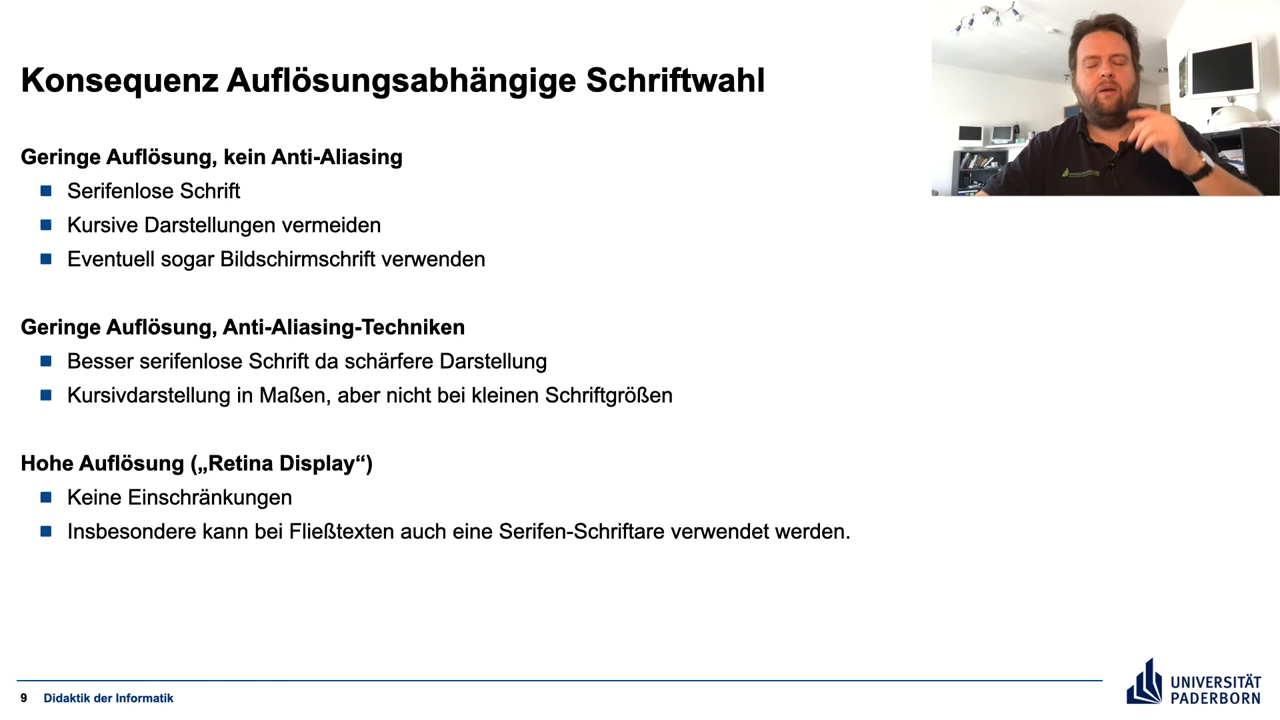 Konsequenz Auflösungsabhängige Schriftwahl
Geringe Auflösung, kein Anti-Aliasing
Serifenlose Schrift
Kursive Darstellungen vermeiden
Eventuell sogar Bildschirmschrift verwenden
Geringe Auflösung, Anti-Aliasing-Techniken
Besser serifenlose Schrift da schärfere Darstellung
Kursivdarstellung in Maßen, aber nicht bei kleinen Schriftgrößen
Hohe Auflösung („Retina Display“)
Keine Einschränkungen
Insbesondere kann bei Fließtexten auch eine Serifen-Schriftare verwendet werden.
9 Didaktik der Informatik
UNIVERSITÄT
PADERBORN